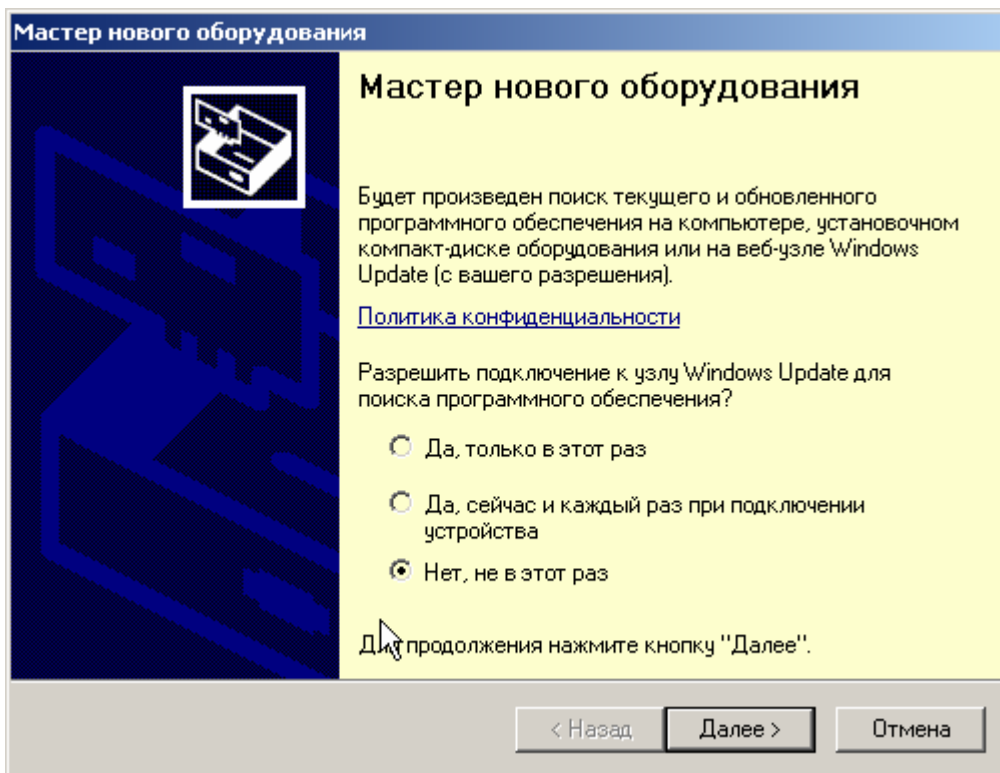 Мастер нового оборудования
Мастер нового оборудования
Будет произведен поиск текущего и обновленного
программного обеспечения на компьютере, установочном
компакт-диске оборудования или на веб-узле Windows
Update (с вашего разрешения).
Политика конфиденциальности
Разрешить подключение к узлу Windows Update для
поиска программного обеспечения?
Да, только в этот раз
Да, сейчас и каждый раз при подключении
устройства
Нет, не в этот раз
Для продолжения нажмите кнопку "Далее".
< Назад
Далее >
Отмена